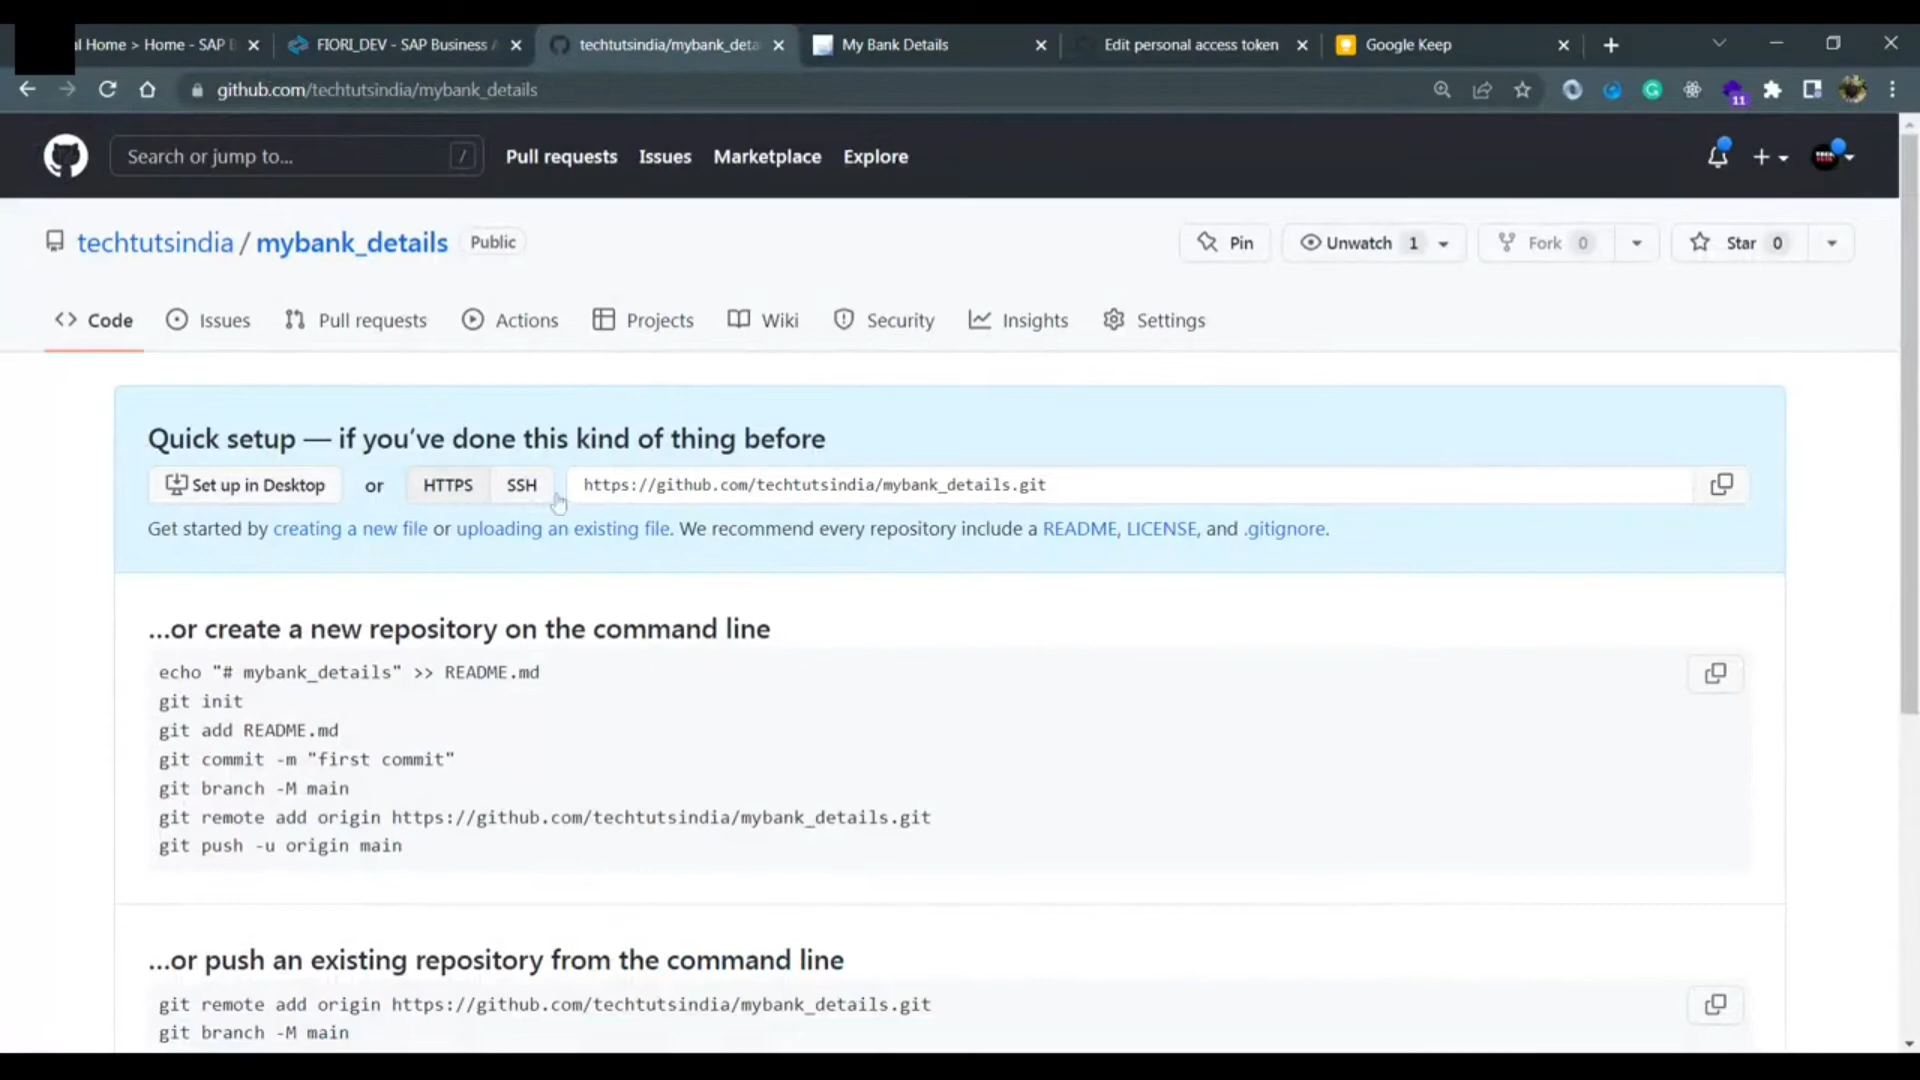 l Home > Home - SAP B
FIORI_DEV - SAP Business A
techtutsindia/mybank_deta
My Bank Details
Edit personal access token
Google Keep
github.com/techtutsindia/mybank_details
11
Search or jump to...
/
Pull requests
Issues
Marketplace
Explore
techtutsindia / mybank_details
Public
Pin
Unwatch 1
Fork 0
Star 0
<> Code
Issues
Pull requests
Actions
Projects
Wiki
Security
Insights
Settings
Quick setup — if you've done this kind of thing before
Set up in Desktop
or
HTTPS
SSH
https://github.com/techtutsindia/mybank_details.git
Get started by creating a new file or uploading an existing file. We recommend every repository include a README, LICENSE, and .gitignore.
...or create a new repository on the command line
echo "# mybank_details" >> README.md
git init
git add README.md
git commit -m "first commit"
git branch -M main
git remote add origin https://github.com/techtutsindia/mybank_details.git
git push -u origin main
...or push an existing repository from the command line
git remote add origin https://github.com/techtutsindia/mybank_details.git
git branch -M main